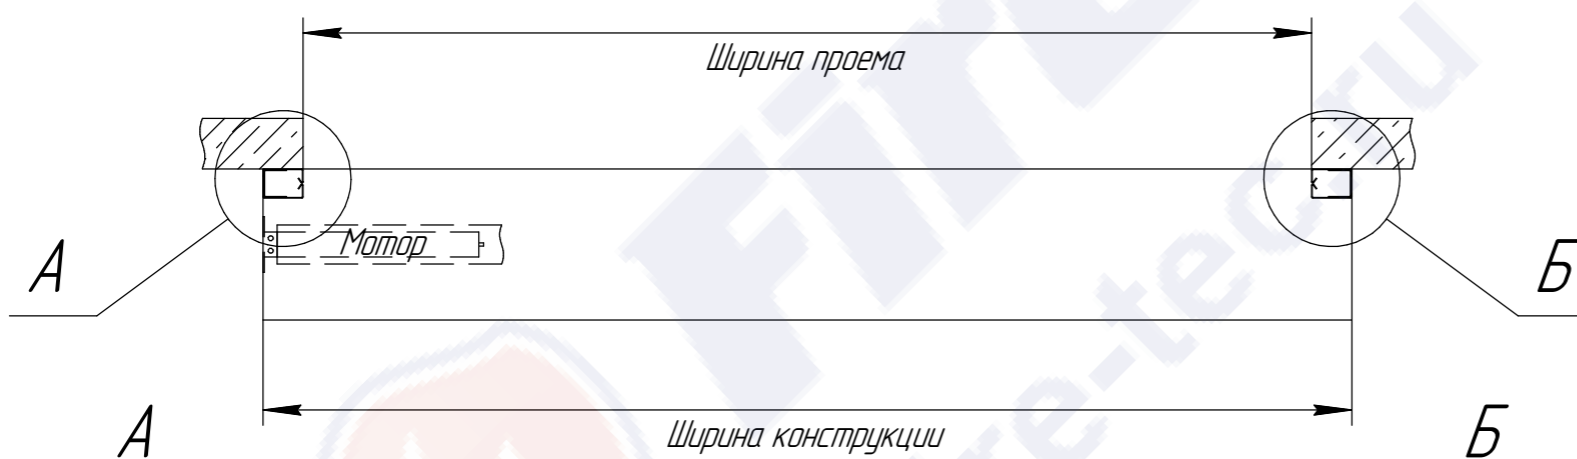 Ширина проема
Мотор
А
Б
Ширина конструкции
А
Б